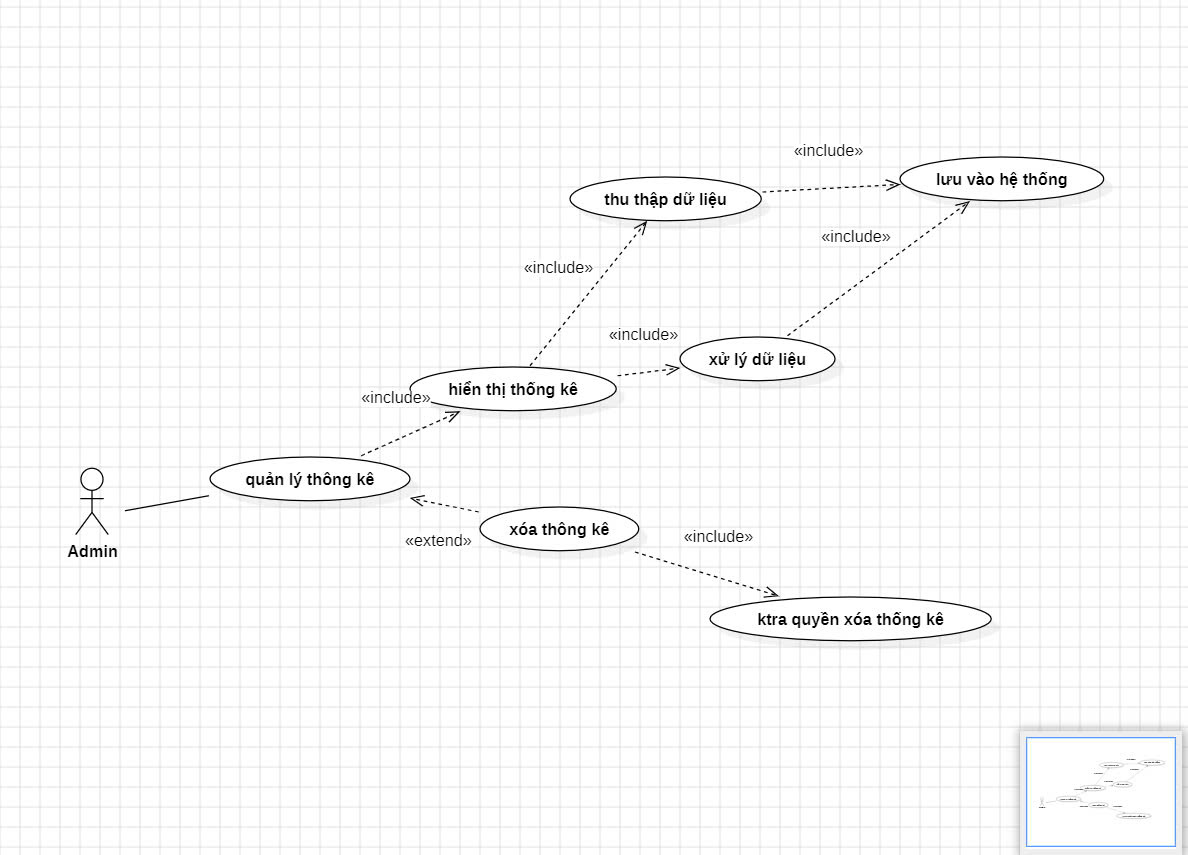 «include»
lưu vào hệ thống
thu thập dữ liệu
«include»
«include»
«include»
xử lý dữ liệu
hiển thị thống kê
«include»
quản lý thông kê
Admin
xóa thông kê
«extend»
«include»
ktra quyền xóa thống kê